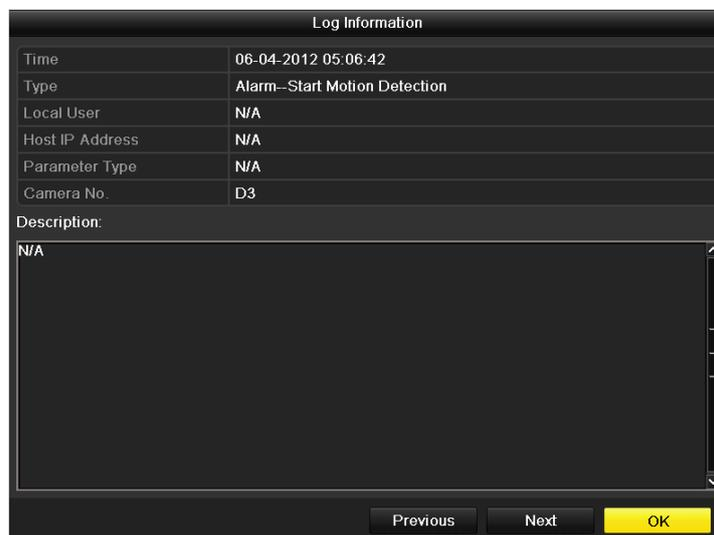 Log Information
Time 06-04-2012 05:06:42
Type Alarm--Start Motion Detection
Local User N/A
Host IP Address N/A
Parameter Type N/A
Camera No. D3
Description:
N/A
Previous Next OK